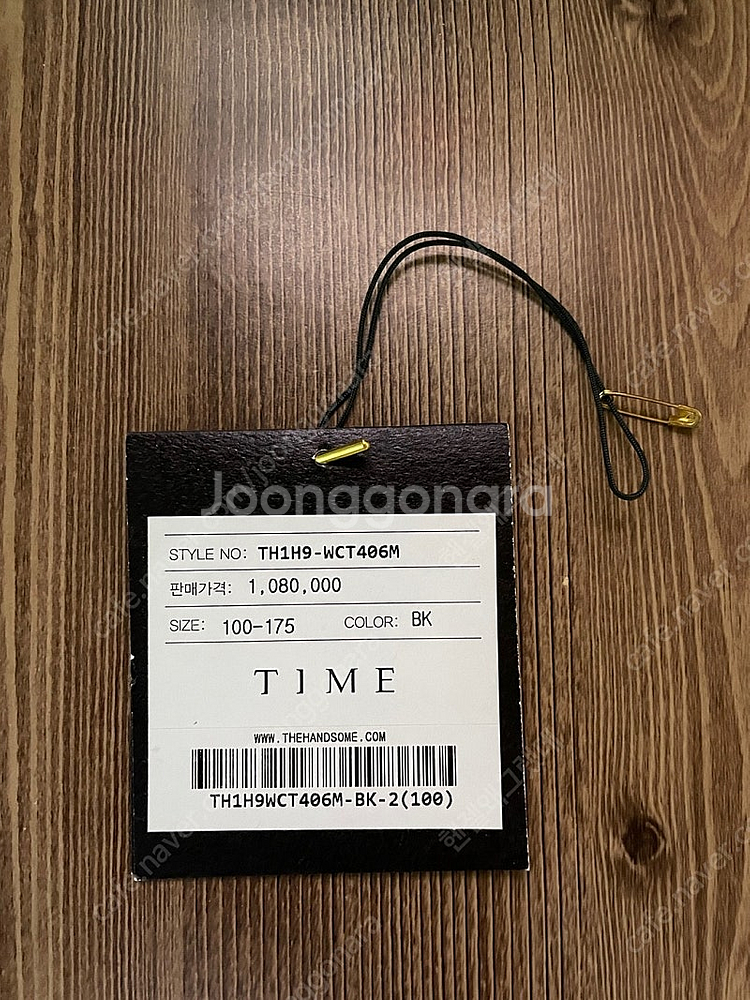 Joonggonara
STYLE NO: TH1H9-WCT406M
판매가격: 1,080,000
SIZE: 100-175 COLOR: BK
TIME
WWW.THEHANDSOME.COM
TH1H9WCT406M-BK-2(100)